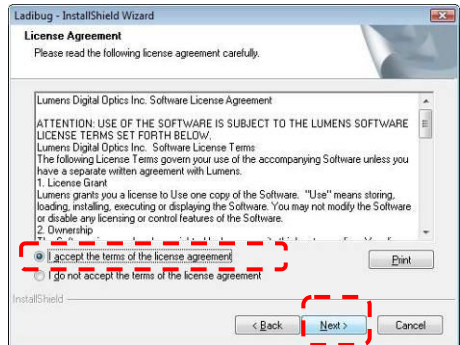 Ladibug - InstallShield Wizard
License Agreement
Please read the following license agreement carefully.
Lumens Digital Optics Inc. Software License Agreement
ATTENTION: USE OF THE SOFTWARE IS SUBJECT TO THE LUMENS SOFTWARE
LICENSE TERMS SET FORTH BELOW.
Lumens Digital Optics Inc. Software License Terms
The following License Terms govern your use of the accompanying Software unless you
have a separate written agreement with Lumens.
1. License Grant
Lumens grants you a license to Use one copy of the Software. "Use" means storing,
loading, installing, executing or displaying the Software. You may not modify the Software
or disable any licensing or control features of the Software.
2. Ownership
I accept the terms of the license agreement
Print
I do not accept the terms of the license agreement
InstallShield
< Back
Next >
Cancel